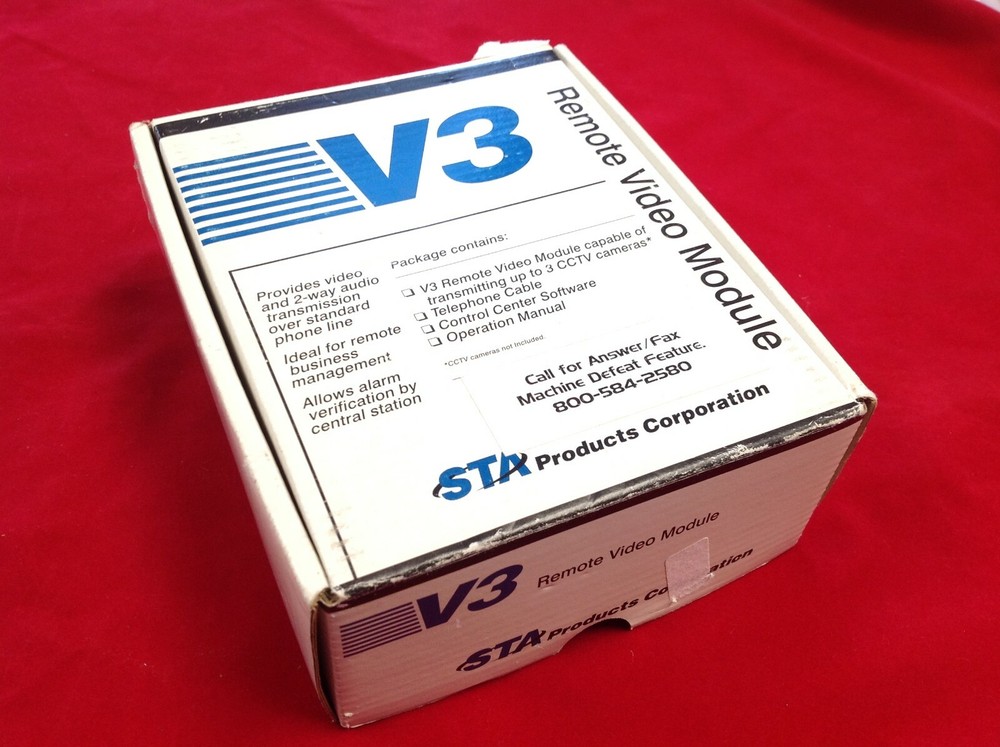 V3
Remote Video Module
Provides video
and 2-way audio
transmission
over standard
phone line
Ideal for remote
business
management
Allows alarm
verification by
central station
Package contains:
V3 Remote Video Module capable of
transmitting up to 3 CCTV cameras*
Telephone Cable
Control Center Software
Operation Manual
*CCTV cameras not included.
Call for Answer/Fax
Machine Defeat Feature.
800-584-2580
STA Products Corporation
V3 Remote Video Module
STA Products Corporation